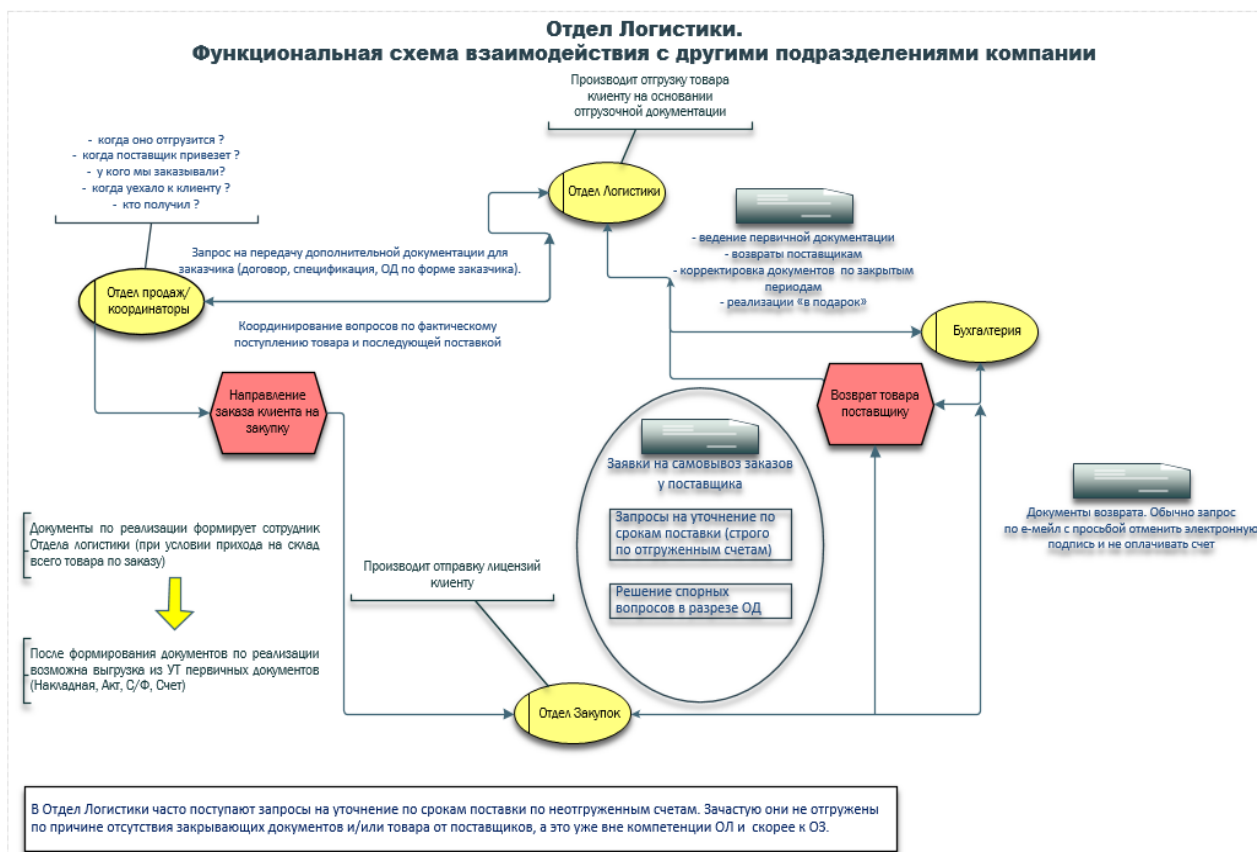 Отдел Логистики.
Функциональная схема взаимодействия с другими подразделениями компании
Производит отгрузку товара
клиенту на основании
отгрузочной документации
- когда оно отгрузится ?
- когда поставщик привезет ?
- у кого мы заказывали?
- когда уехало к клиенту ?
- кто получил ?
Отдел Логистики
- ведение первичной документации
- возвраты поставщикам
- корректировка документов по закрытым
периодам
- реализации «в подарок»
Запрос на передачу дополнительной документации для
заказчика (договор, спецификация, ОД по форме заказчика).
Отдел продаж/
координаторы
Координирование вопросов по фактическому
поступлению товара и последующей поставкой
Бухгалтерия
Направление
заказа клиента на
закупку
Возврат товара
поставщику
Заявки на самовывоз заказов
у поставщика
Запросы на уточнение по
срокам поставки (строго
по отгруженным счетам)
Решение спорных
вопросов в разрезе ОД
Документы возврата. Обычно запрос
по е-мейл с просьбой отменить электронную
подпись и не оплачивать счет
Документы по реализации формирует сотрудник
Отдела логистики (при условии прихода на склад
всего товара по заказу)
Производит отправку лицензий
клиенту
После формирования документов по реализации
возможна выгрузка из УТ первичных документов
(Накладная, Акт, С/Ф, Счет)
Отдел Закупок
В Отдел Логистики часто поступают запросы на уточнение по срокам поставки по неотгруженным счетам. Зачастую они не отгружены
по причине отсутствия закрывающих документов и/или товара от поставщиков, а это уже вне компетенции ОЛ и скорее к ОЗ.